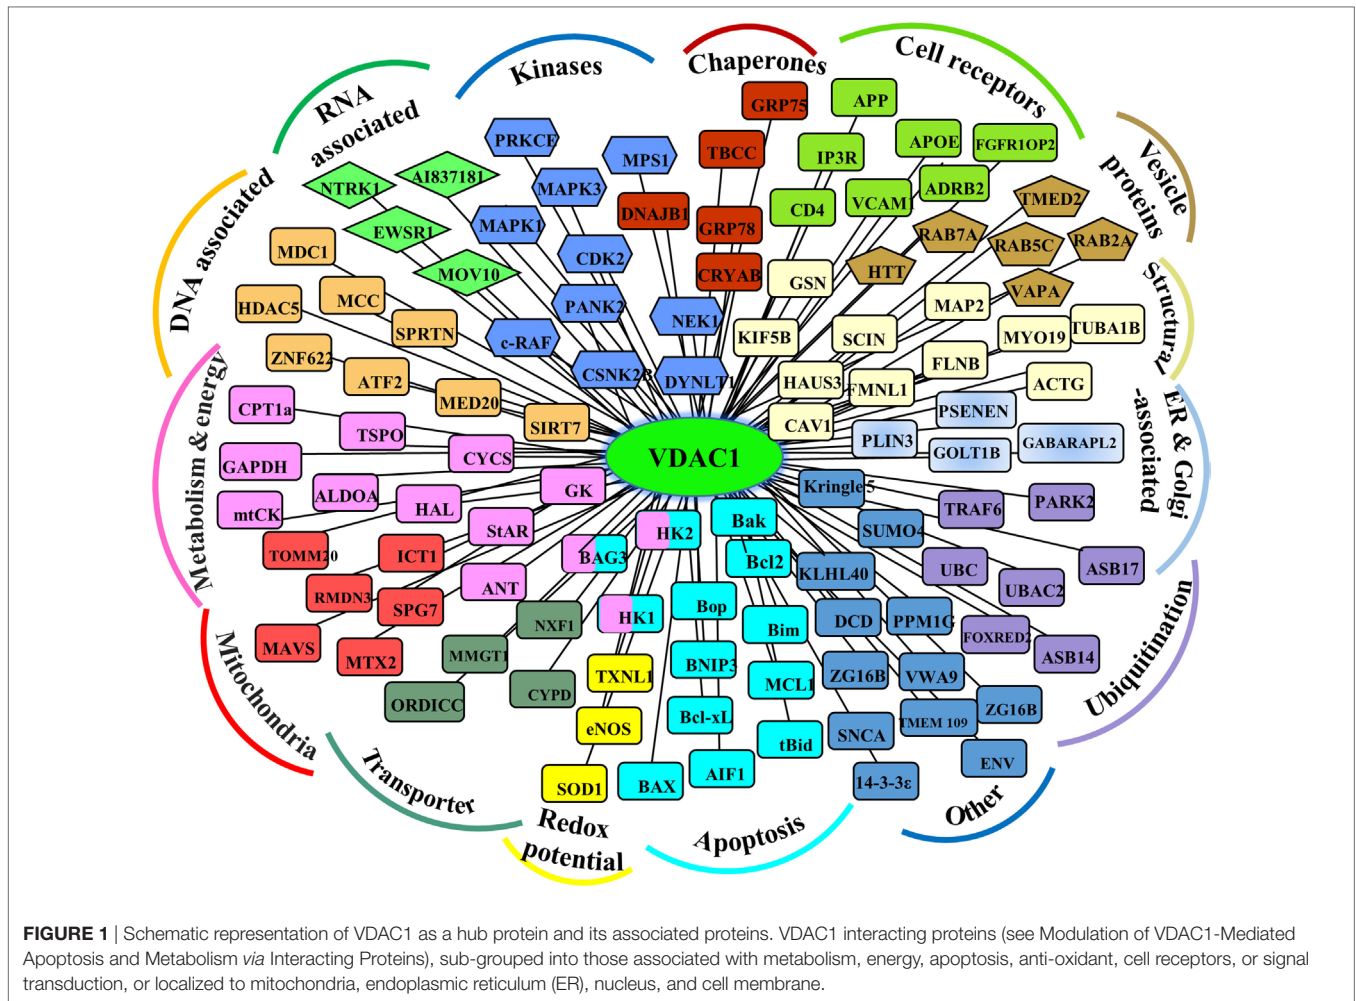 Kinases
Chaperones
Cell receptors
RNA
associated
Vesicle
proteins
DNA associated
Structural
Metabolism & energy
ER & Golgi
-associated
Mitochondria
Ubiquitination
Transporter
Redox
potential
Apoptosis
Other
GRP75
APP
PRKCE
MPS1
TBCC
IP3R
APOE
FGFR1OP2
NTRK1
AI837181
MAPK3
DNAJB1
CD4
VCAM1
ADRB2
TMED2
EWSR1
MAPK1
GRP78
RAB7A
RAB5C
RAB2A
MDC1
MOV10
CDK2
CRYAB
GSN
HTT
VAPA
HDAC5
MCC
PANK2
NEK1
MAP2
SPRTN
c-RAF
KIF5B
SCIN
MYO19
TUBA1B
ZNF622
ATF2
CSNK2B
DYNLT1
HAUS3
FMNL1
FLNB
ACTG
CPT1a
MED20
SIRT7
CAV1
PSENEN
TSPO
CYCS
VDAC1
PLIN3
GOLT1B
GABARAPL2
GAPDH
ALDOA
HAL
GK
Kringle 5
TRAF6
PARK2
mtCK
StAR
HK2
Bak
SUMO4
TOMM20
ICT1
BAG3
Bcl2
KLHL40
UBC
UBAC2
ASB17
RMDN3
SPG7
ANT
HK1
Bop
Bim
DCD
PPM1G
FOXRED2
ASB14
MAVS
MTX2
MMGT1
NXF1
TXNL1
BNIP3
MCL1
ZG16B
VWA9
ORDICC
CYPD
eNOS
Bcl-xL
tBid
SNCA
TMEM 109
ZG16B
SOD1
BAX
AIF1
14-3-3ε
ENV
FIGURE 1 | Schematic representation of VDAC1 as a hub protein and its associated proteins. VDAC1 interacting proteins (see Modulation of VDAC1-Mediated
Apoptosis and Metabolism via Interacting Proteins), sub-grouped into those associated with metabolism, energy, apoptosis, anti-oxidant, cell receptors, or signal
transduction, or localized to mitochondria, endoplasmic reticulum (ER), nucleus, and cell membrane.